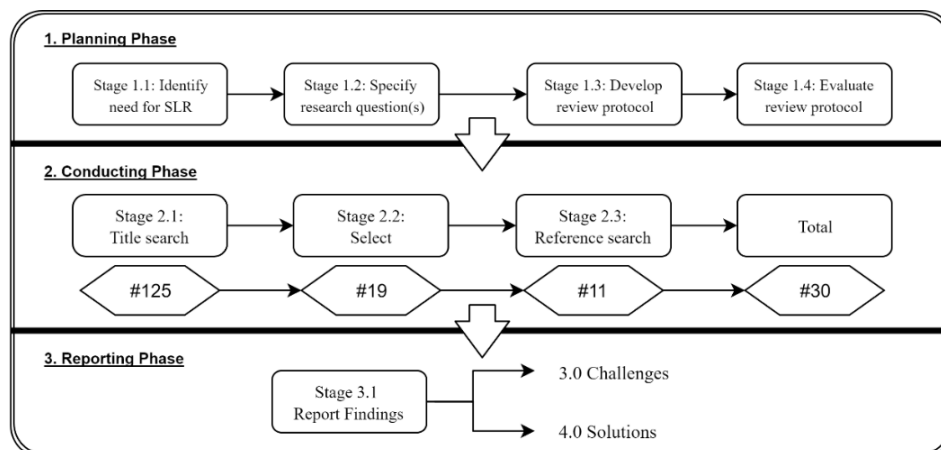 1. Planning Phase
Stage 1.1: Identify
need for SLR
Stage 1.2: Specify
research question(s)
Stage 1.3: Develop
review protocol
Stage 1.4: Evaluate
review protocol
2. Conducting Phase
Stage 2.1:
Title search
Stage 2.2:
Select
Stage 2.3:
Reference search
Total
#125
#19
#11
#30
3. Reporting Phase
Stage 3.1
Report Findings
3.0 Challenges
4.0 Solutions